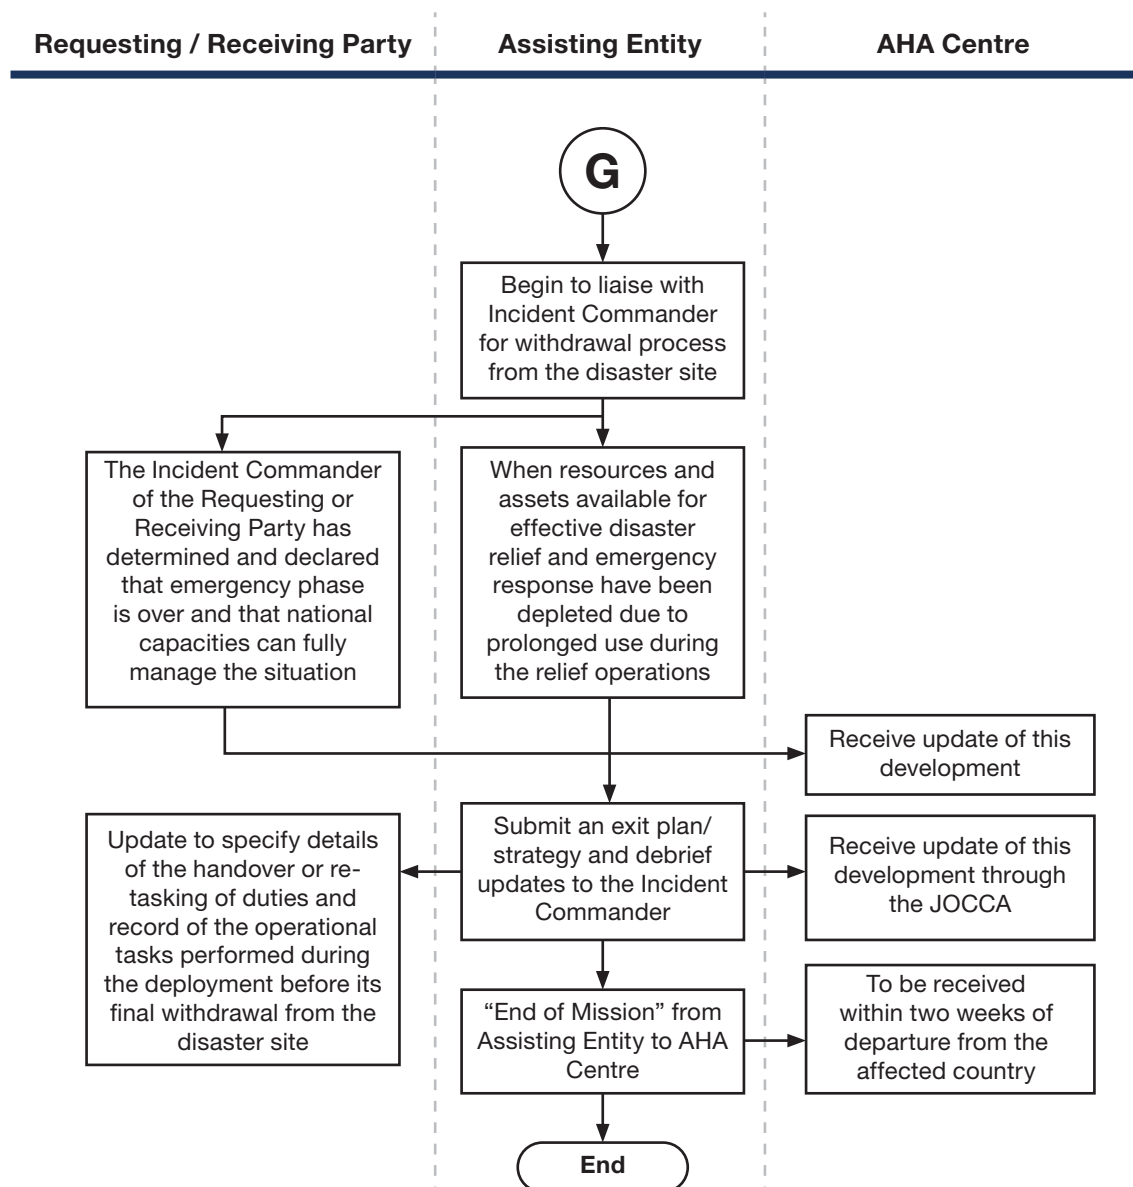 Requesting / Receiving Party
Assisting Entity
AHA Centre
G
Begin to liaise with
Incident Commander
for withdrawal process
from the disaster site
The Incident Commander
of the Requesting or
Receiving Party has
determined and declared
that emergency phase
is over and that national
capacities can fully
manage the situation
When resources and
assets available for
effective disaster
relief and emergency
response have been
depleted due to
prolonged use during
the relief operations
Receive update of this
development
Update to specify details
of the handover or re-
tasking of duties and
record of the operational
tasks performed during
the deployment before its
final withdrawal from the
disaster site
Submit an exit plan/
strategy and debrief
updates to the Incident
Commander
Receive update of this
development through
the JOCCA
“End of Mission” from
Assisting Entity to AHA
Centre
To be received
within two weeks of
departure from the
affected country
End